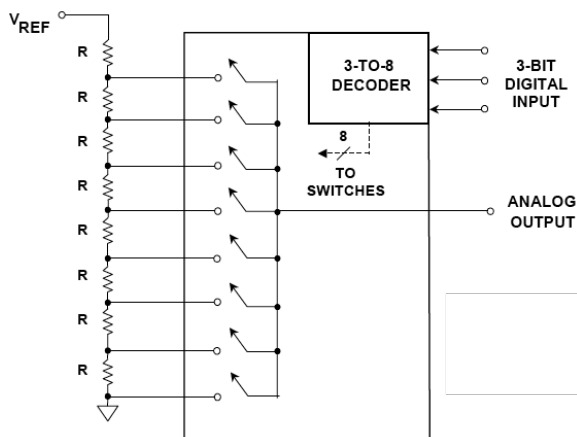 VREF
R
R
R
R
R
R
R
R
3-TO-8
DECODER
3-BIT
DIGITAL
INPUT
8
TO
SWITCHES
ANALOG
OUTPUT